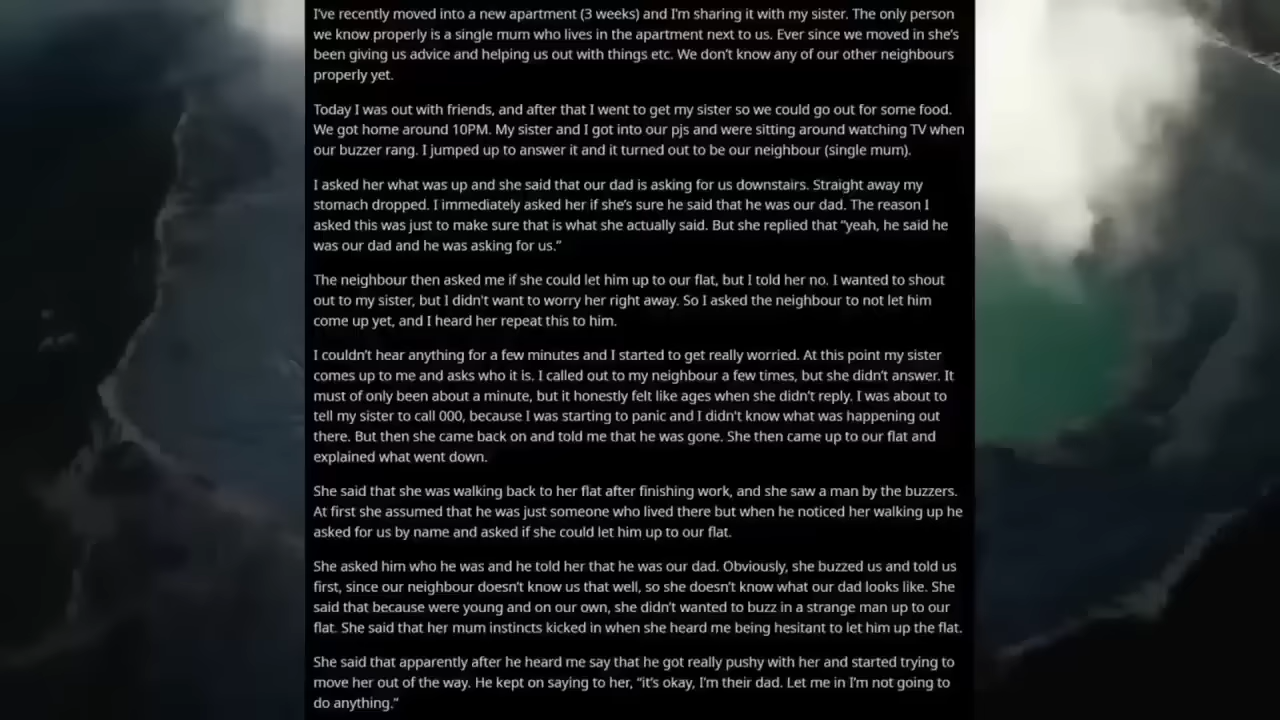 I've recently moved into a new apartment (3 weeks) and I'm sharing it with my sister. The only person
we know properly is a single mum who lives in the apartment next to us. Ever since we moved in she's
been giving us advice and helping us out with things etc. We don't know any of our other neighbours
properly yet.
Today I was out with friends, and after that I went to get my sister so we could go out for some food.
We got home around 10PM. My sister and I got into our pjs and were sitting around watching TV when
our buzzer rang. I jumped up to answer it and it turned out to be our neighbour (single mum).
I asked her what was up and she said that our dad is asking for us downstairs. Straight away my
stomach dropped. I immediately asked her if she's sure he said that he was our dad. The reason I
asked this was just to make sure that is what she actually said. But she replied that “yeah, he said he
was our dad and he was asking for us.”
The neighbour then asked me if she could let him up to our flat, but I told her no. I wanted to shout
out to my sister, but I didn't want to worry her right away. So I asked the neighbour to not let him
come up yet, and I heard her repeat this to him.
I couldn't hear anything for a few minutes and I started to get really worried. At this point my sister
comes up to me and asks who it is. I called out to my neighbour a few times, but she didn't answer. It
must of only been about a minute, but it honestly felt like ages when she didn't reply. I was about to
tell my sister to call 000, because I was starting to panic and I didn't know what was happening out
there. But then she came back on and told me that he was gone. She then came up to our flat and
explained what went down.
She said that she was walking back to her flat after finishing work, and she saw a man by the buzzers.
At first she assumed that he was just someone who lived there but when he noticed her walking up he
asked for us by name and asked if she could let him up to our flat.
She asked him who he was and he told her that he was our dad. Obviously, she buzzed us and told us
first, since our neighbour doesn't know us that well, so she doesn't know what our dad looks like. She
said that because were young and on our own, she didn't wanted to buzz in a strange man up to our
flat. She said that her mum instincts kicked in when she heard me being hesitant to let him up the flat.
She said that apparently after he heard me say that he got really pushy with her and started trying to
move her out of the way. He kept on saying to her, “it's okay, I'm their dad. Let me in I'm not going to
do anything.”